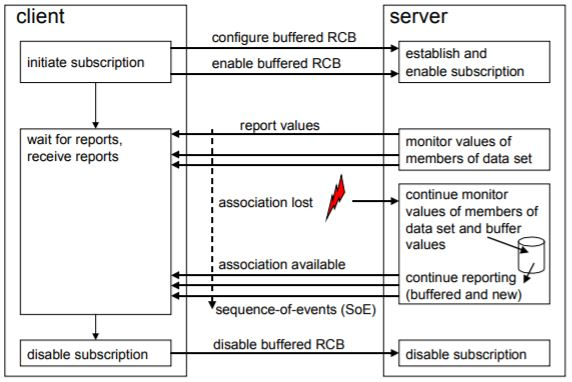 client
server
configure buffered RCB
initiate subscription
enable buffered RCB
establish and
enable subscription
report values
wait for reports,
receive reports
monitor values of
members of data set
association lost
continue monitor
values of members of
data set and buffer
values
association available
continue reporting
(buffered and new)
sequence-of-events (SoE)
disable buffered RCB
disable subscription
disable subscription